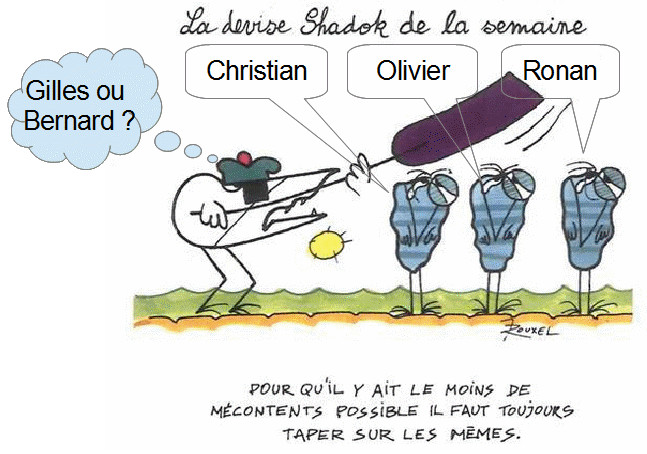 La devise Shadok de la semaine
Gilles ou
Bernard ?
Christian
Olivier
Ronan
ROUXEL
POUR QU'IL Y AIT LE MOINS DE
MÉCONTENTS POSSIBLE IL FAUT TOUJOURS
TAPER SUR LES MÊMES.